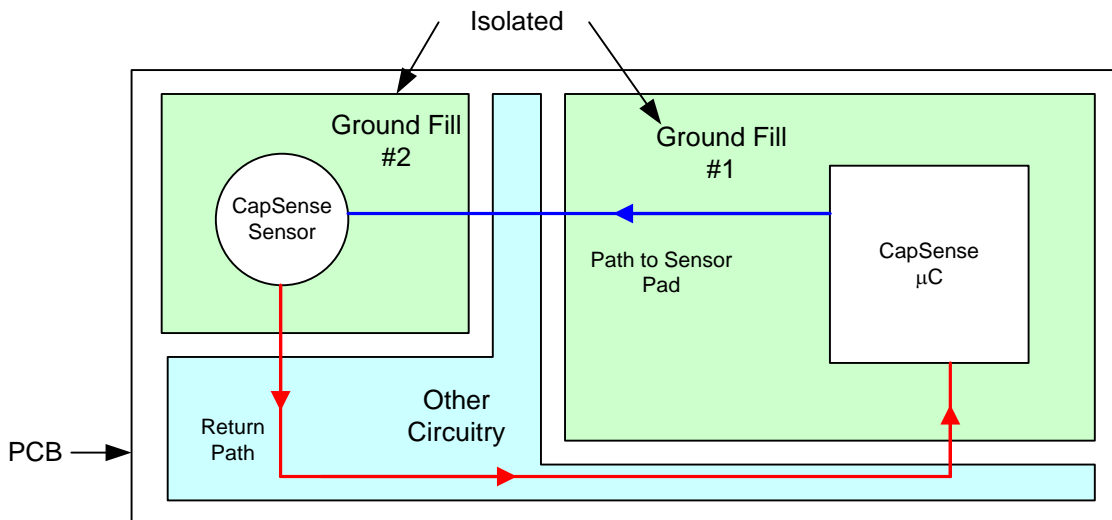 Isolated
Ground Fill
#2
Ground Fill
#1
CapSense
Sensor
CapSense
μC
Path to Sensor
Pad
Other
Circuitry
Return
Path
PCB